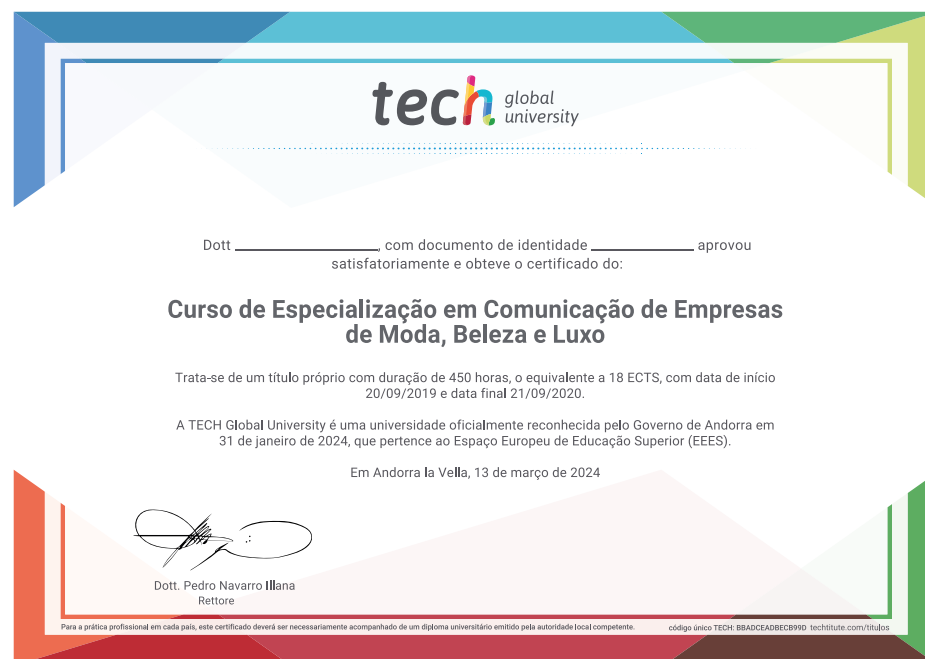 tech global university
Dott ____________________, com documento de identidade ______________ aprovou
satisfatoriamente e obteve o certificado do:
Curso de Especialização em Comunicação de Empresas
de Moda, Beleza e Luxo
Trata-se de um título próprio com duração de 450 horas, o equivalente a 18 ECTS, com data de início
20/09/2019 e data final 21/09/2020.
A TECH Global University é uma universidade oficialmente reconhecida pelo Governo de Andorra em
31 de janeiro de 2024, que pertence ao Espaço Europeu de Educação Superior (EEES).
Em Andorra la Vella, 13 de março de 2024
Dott. Pedro Navarro Illana
Rettore
Para a prática profissional em cada país, este certificado deverá ser necessariamente acompanhado de um diploma universitário emitido pela autoridade local competente.
código único TECH: BBADCEADBECB99D techtitute.com/titulos